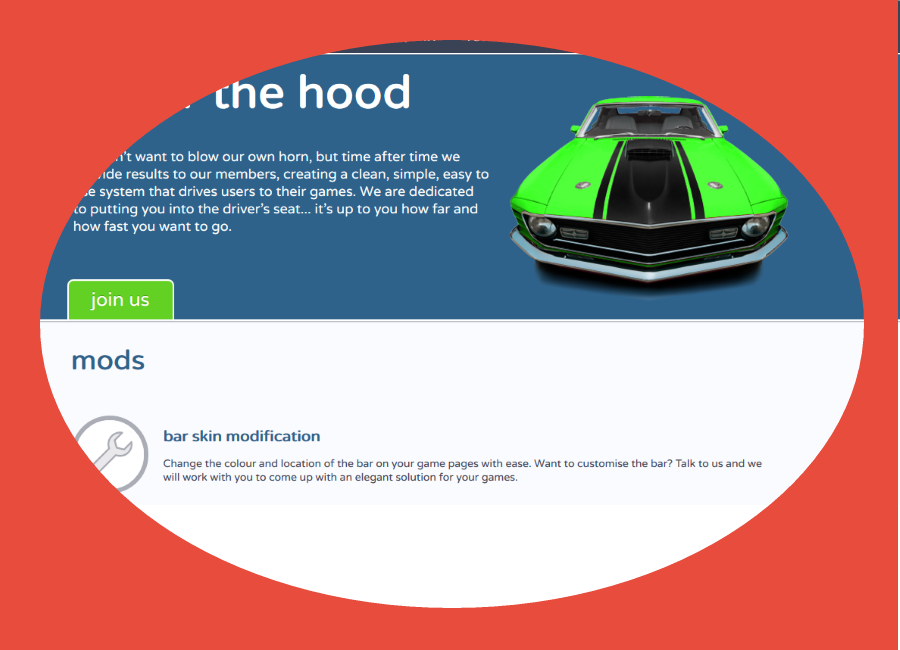 the hood
want to blow our own horn, but time after time we
results to our members, creating a clean, simple, easy to
system that drives users to their games. We are dedicated
to putting you into the driver's seat... it's up to you how far and
how fast you want to go.
join us
mods
bar skin modification
Change the colour and location of the bar on your game pages with ease. Want to customise the bar? Talk to us and we
will work with you to come up with an elegant solution for your games.